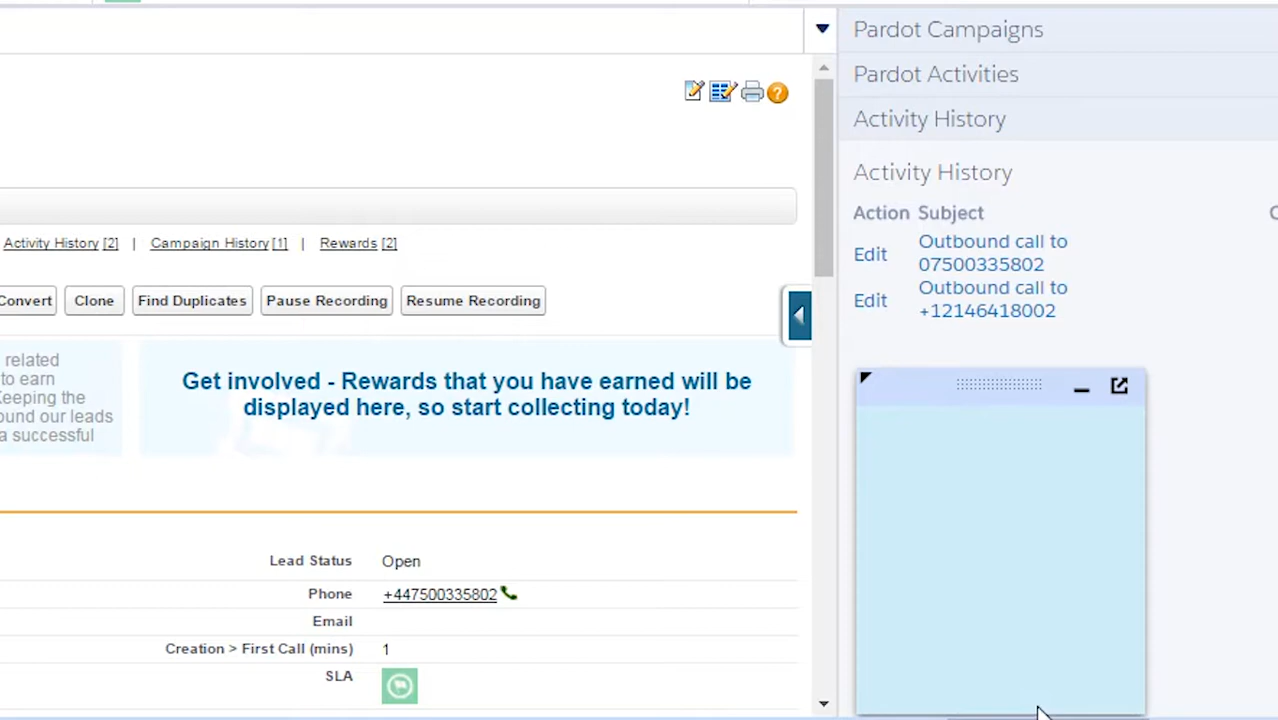 Pardot Campaigns
Pardot Activities
Activity History
Activity History
Action Subject
Edit Outbound call to
07500335802
Edit Outbound call to
+12146418002
Activity History [2] | Campaign History [1] | Rewards [2]
Convert Clone Find Duplicates Pause Recording Resume Recording
related
to earn
Keeping the
ound our leads
a successful
Get involved - Rewards that you have earned will be
displayed here, so start collecting today!
Lead Status Open
Phone +447500335802
Email
Creation > First Call (mins) 1
SLA